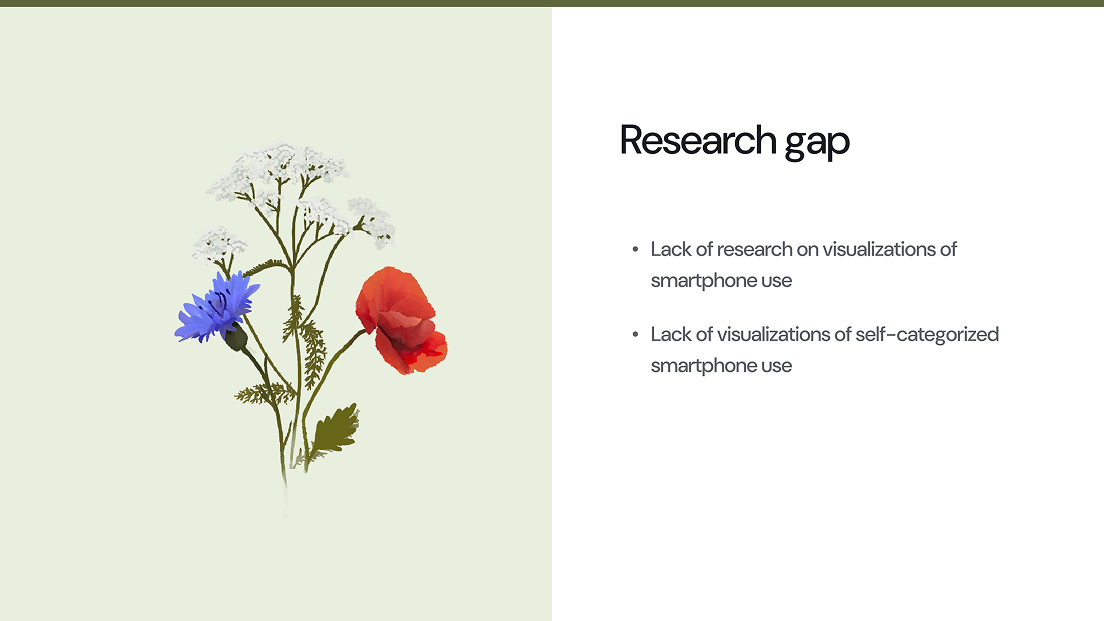 Research gap
• Lack of research on visualizations of
smartphone use
• Lack of visualizations of self-categorized
smartphone use